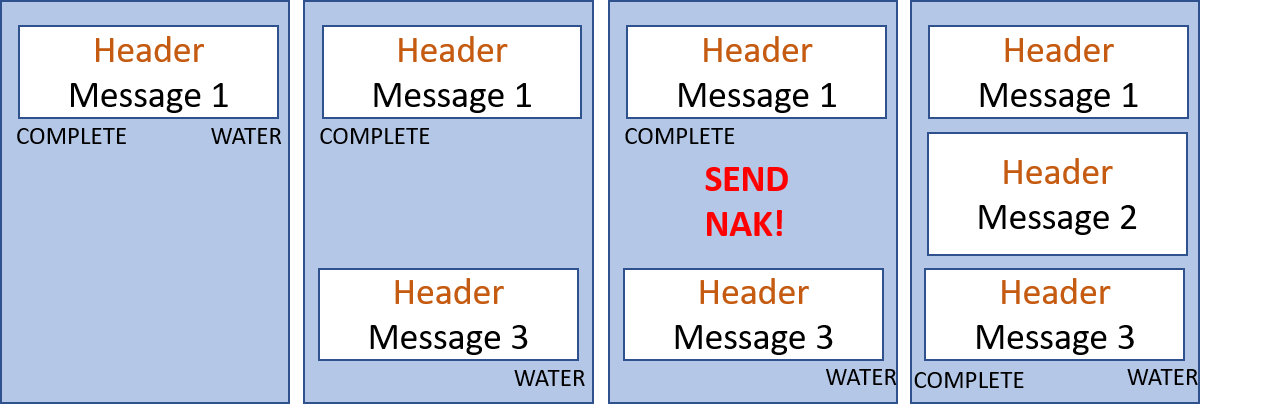 Header
Message 1
COMPLETE WATER
Header
Message 1
COMPLETE
Header
Message 3
WATER
Header
Message 1
COMPLETE
SEND
NAK!
Header
Message 3
WATER
Header
Message 1
Header
Message 2
Header
Message 3
COMPLETE WATER